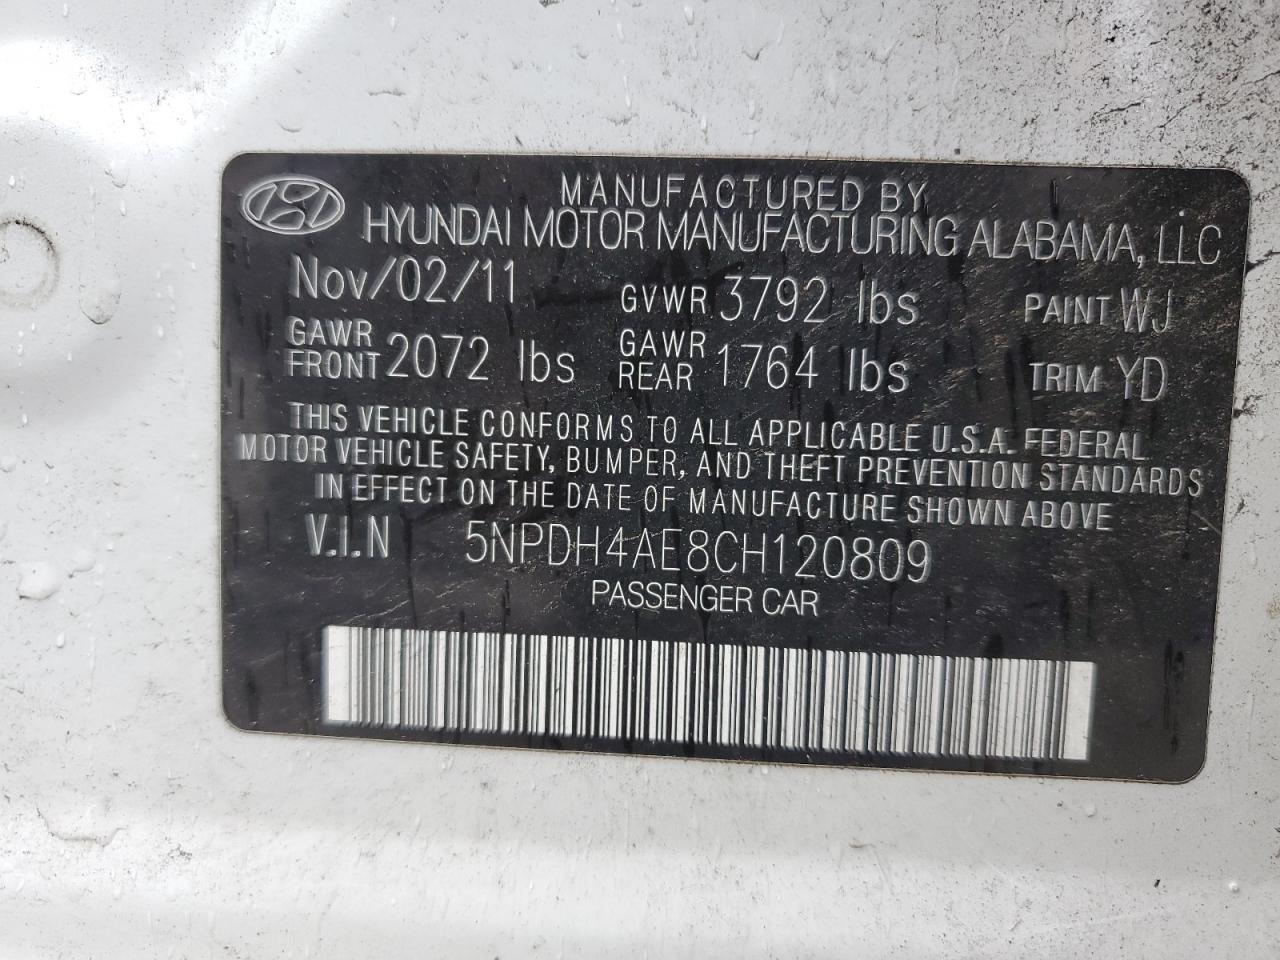 MANUFACTURED BY
HYUNDAI MOTOR MANUFACTURING ALABAMA, LLC
Nov/02/11 GVWR 3792 lbs PAINT WJ
GAWR FRONT 2072 lbs GAWR REAR 1764 lbs TRIM YD
THIS VEHICLE CONFORMS TO ALL APPLICABLE U.S.A. FEDERAL
MOTOR VEHICLE SAFETY, BUMPER, AND THEFT PREVENTION STANDARDS
IN EFFECT ON THE DATE OF MANUFACTURE SHOWN ABOVE
V.I.N 5NPDH4AE8CH120809
PASSENGER CAR